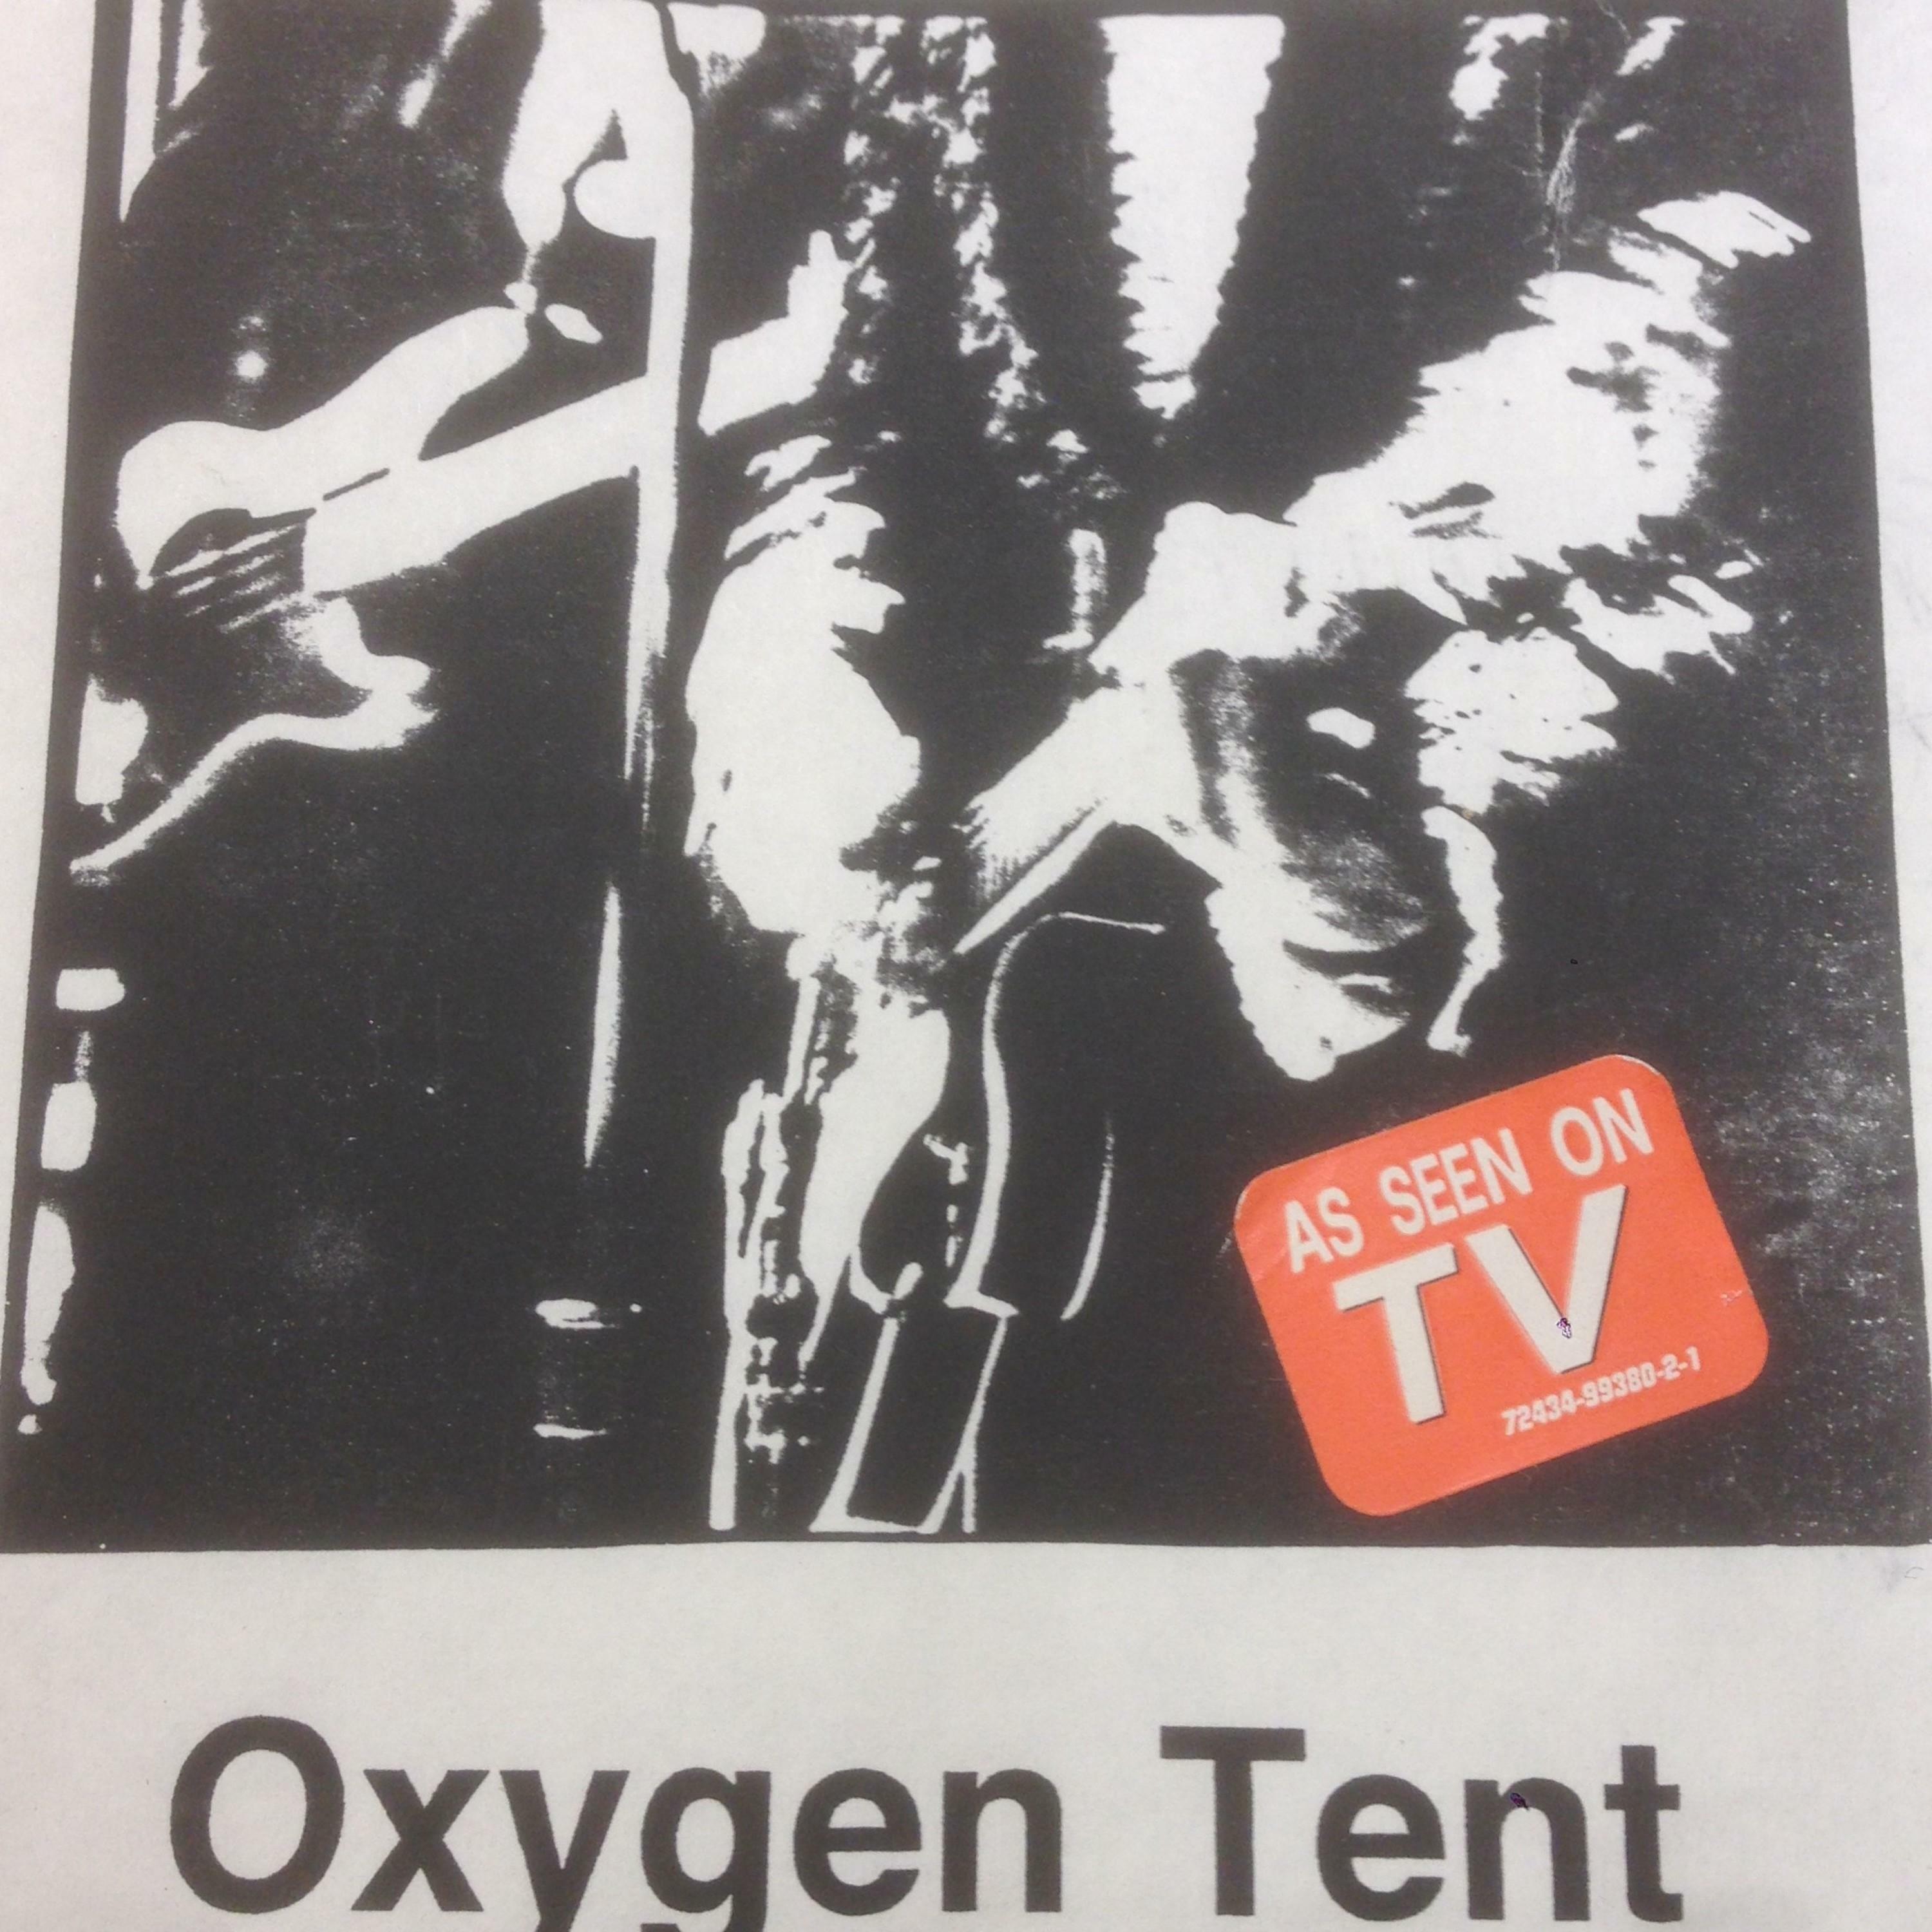 AS SEEN ON
TV
72434-99380-2-1
Oxygen Tent